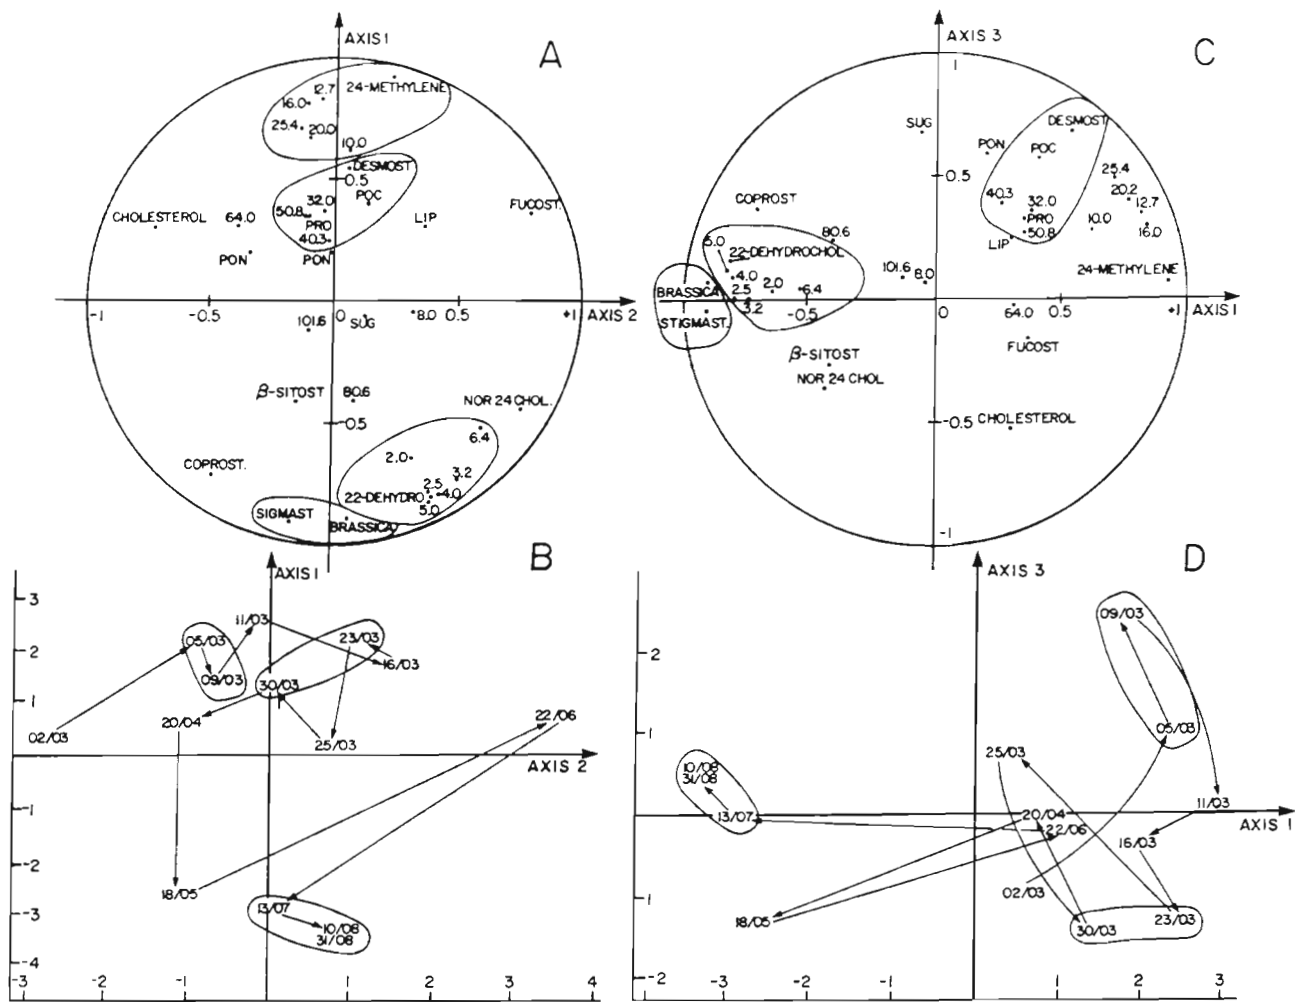 AXIS 1
A
12.7
24-METHYLENE
16.0
25.4
20.0
10.0
DESMOST
0.5
POC
32.0
50.8
PRO
40.3
FUCOST.
CHOLESTEROL
64.0
LIP
PON
PON
-1
-0.5
0
0.5
+1
AXIS 2
101.6
SUG
8.0
β-SITOST
80.6
NOR 24 CHOL.
-0.5
6.4
2.0
COPROST.
3.2
2.5
22-DEHYDRO
4.0
5.0
SIGMAST
BRASSICA
AXIS 3
C
1
SUG
DESMOST
PON
POC
0.5
25.4
40.3
32.0
20.2
12.7
COPROST
PRO
10.0
50.8
16.0
80.6
LIP
5.0
22-DEHYDROCHOL
24-METHYLENE
4.0
101.6
8.0
BRASSICA
2.5
2.0
6.4
3.2
-0.5
0
64.0
0.5
+1
AXIS 1
STIGMAST.
FUCOST
β-SITOST
NOR 24 CHOL
-0.5
CHOLESTEROL
-1
B
AXIS 1
3
2
1
-1
-2
-3
-4
11/03
05/03
23/03
16/03
09/03
30/03
20/04
22/06
02/03
25/03
AXIS 2
18/05
13/07
10/08
31/08
-3
-2
-1
0
1
2
3
4
D
AXIS 3
2
1
-1
-2
09/03
05/03
25/03
10/08
31/08
11/03
13/07
20/04
AXIS 1
22/06
16/03
02/03
18/05
30/03
23/03
-2
-1
0
1
2
3